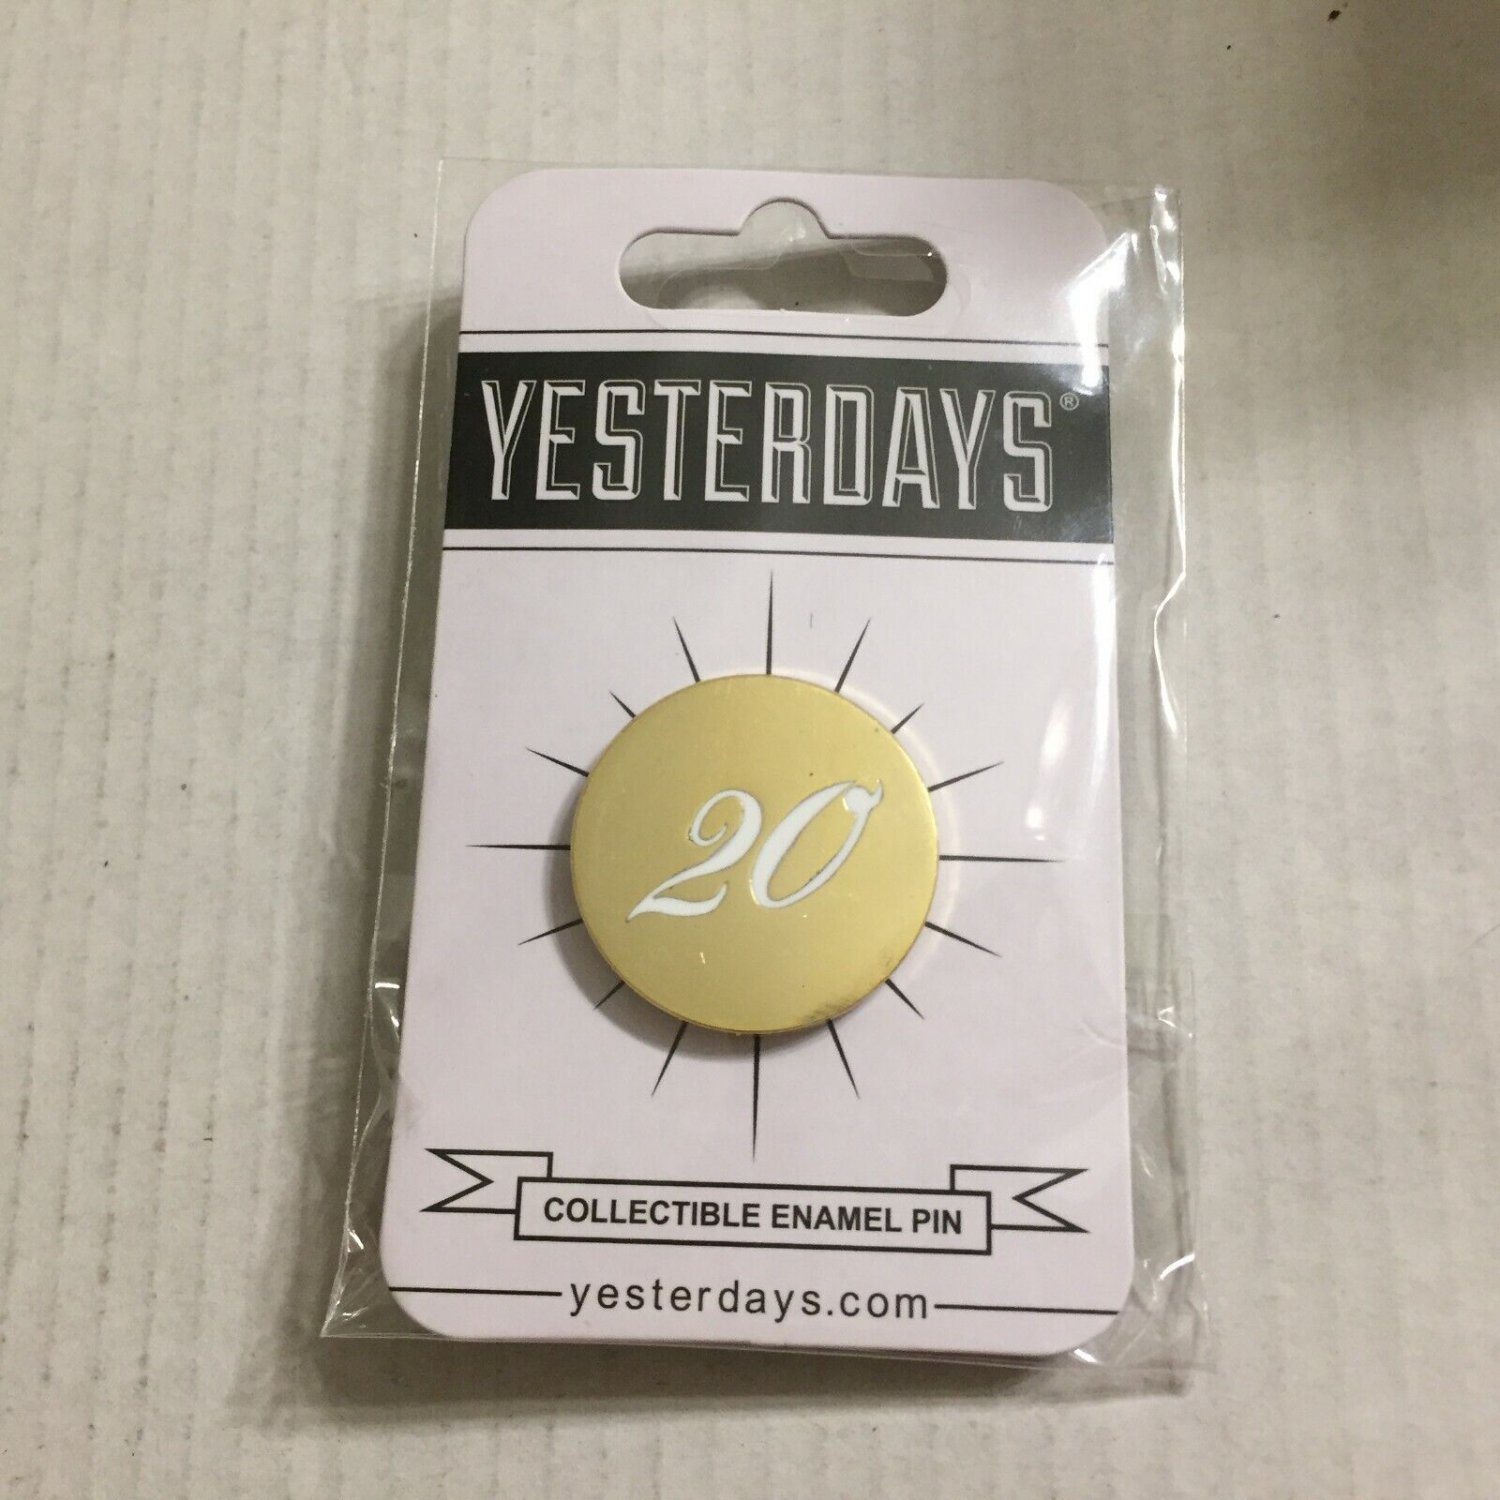 YESTERDAYS®
20
COLLECTIBLE ENAMEL PIN
yesterdays.com